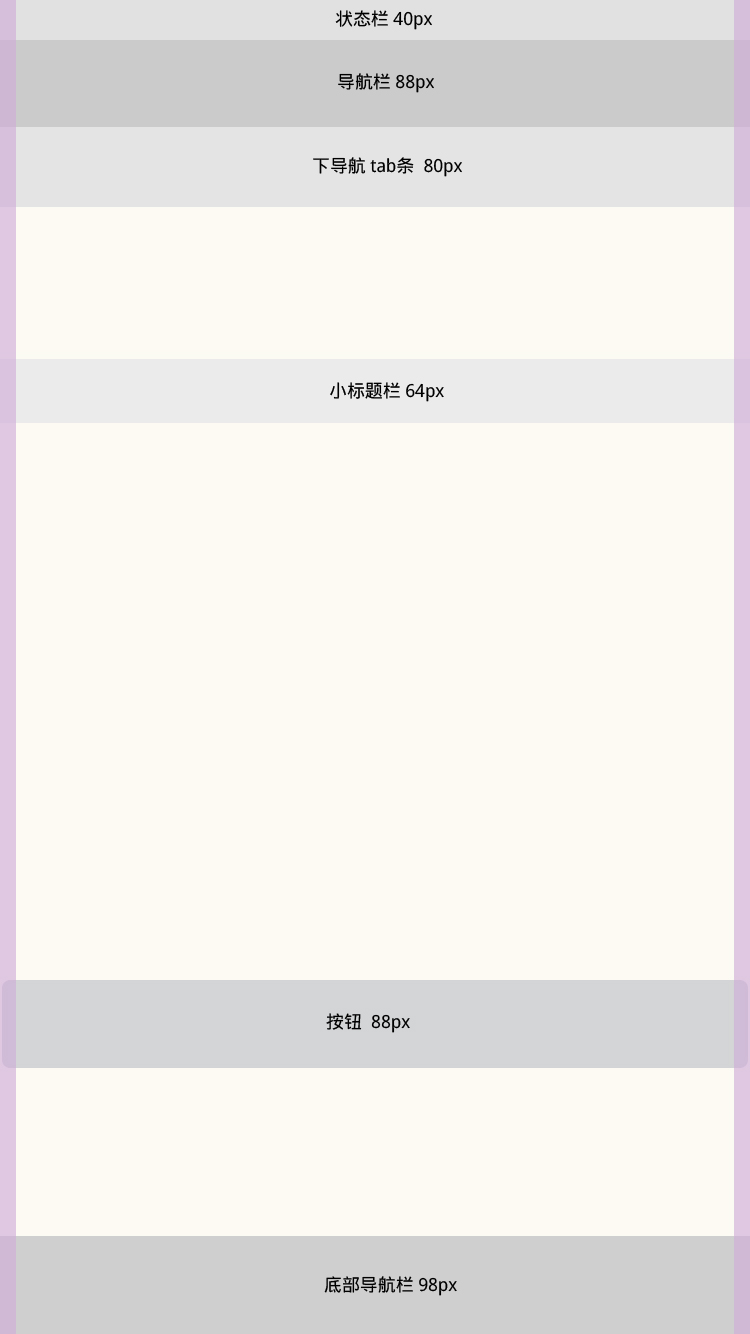 状态栏 40px
导航栏 88px
下导航 tab条 80px
小标题栏 64px
按钮 88px
底部导航栏 98px